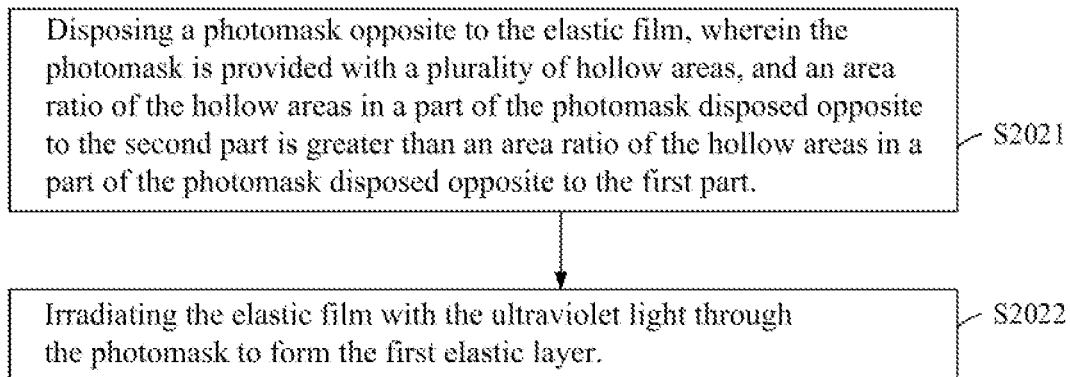 Disposing a photomask opposite to the elastic film, wherein the
photomask is provided with a plurality of hollow areas, and an area
ratio of the hollow areas in a part of the photomask disposed opposite
to the second part is greater than an area ratio of the hollow areas in a
part of the photomask disposed opposite to the first part.
S2021
Irradiating the elastic film with the ultraviolet light through
the photomask to form the first elastic layer.
S2022